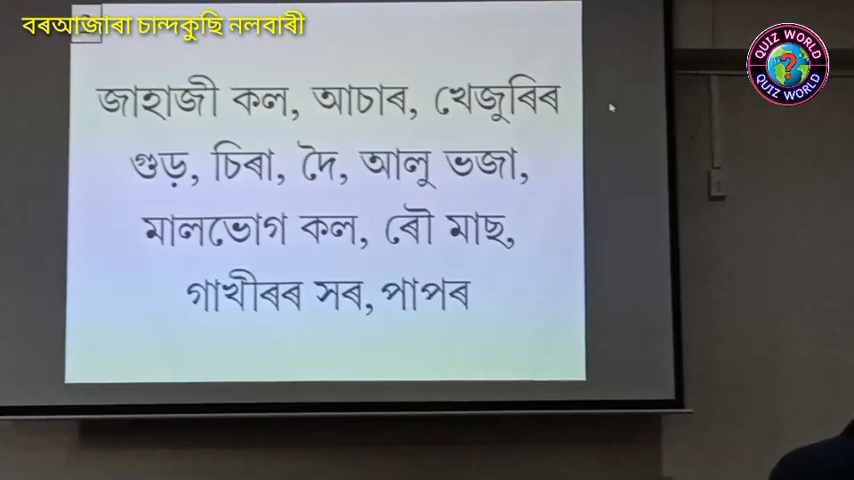 বৰআজাৰা চান্দকুছি নলবাৰী
QUIZ WORLD
QUIZ WORLD
জাহাজী কল, আচাৰ, খেজুৰিৰ
গুড়, চিৰা, দৈ, আলু ভজা,
মালভোগ কল, ৰৌ মাছ,
গাখীৰৰ সৰ, পাপৰ